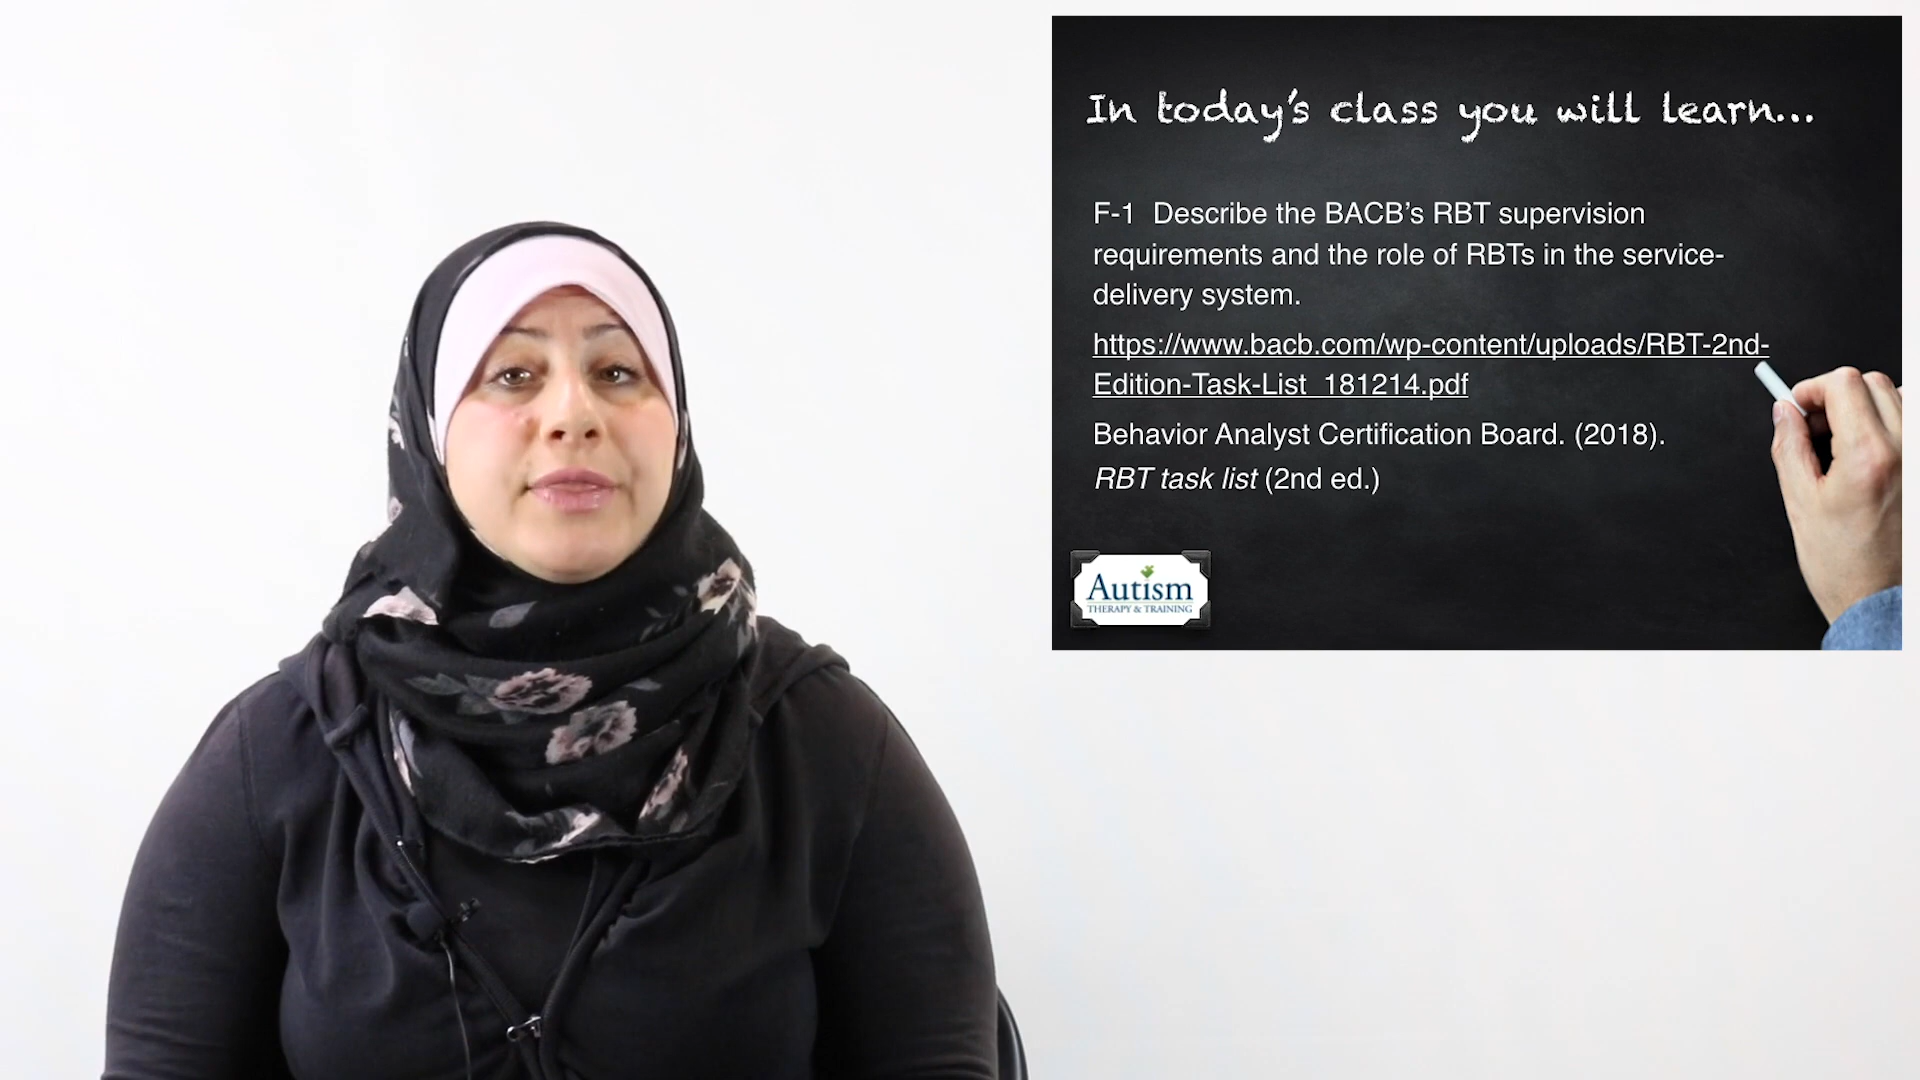 In today's class you will learn...
F-1  Describe the BACB’s RBT supervision
requirements and the role of RBTs in the service-
delivery system.
https://www.bacb.com/wp-content/uploads/RBT-2nd-
Edition-Task-List_181214.pdf
Behavior Analyst Certification Board. (2018).
RBT task list (2nd ed.)
Autism
THERAPY & TRAINING